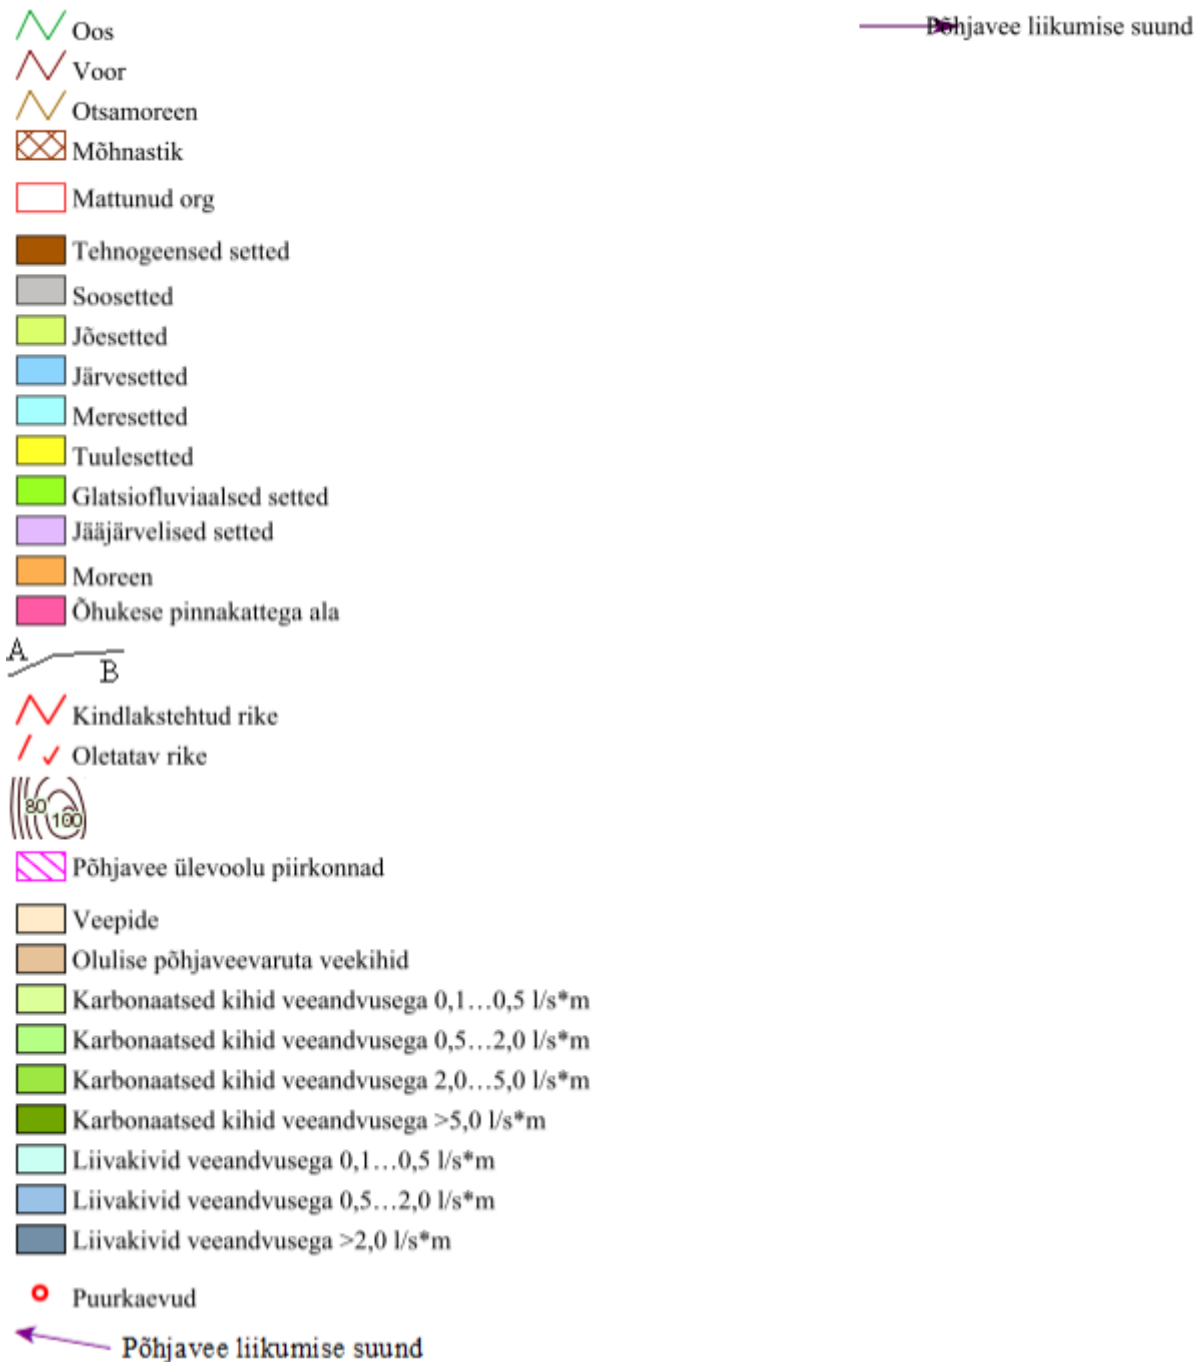 Oos
Põhjavee liikumise suund
Voor
Otsamoreen
Mõhnastik
Mattunud org
Tehnogeensed setted
Soosetted
Jõesetted
Järvesetted
Meresetted
Tuulesetted
Glatsiofluviaalsed setted
Jääjärvelised setted
Moreen
Õhukese pinnakattega ala
A
B
Kindlakstehtud rike
Oletatav rike
80
100
Põhjavee ülevoolu piirkonnad
Veepide
Olulise põhjaveevaruta veekihid
Karbonaatsed kihid veeandvusega 0,1...0,5 l/s*m
Karbonaatsed kihid veeandvusega 0,5...2,0 l/s*m
Karbonaatsed kihid veeandvusega 2,0...5,0 l/s*m
Karbonaatsed kihid veeandvusega >5,0 l/s*m
Liivakivid veeandvusega 0,1...0,5 l/s*m
Liivakivid veeandvusega 0,5...2,0 l/s*m
Liivakivid veeandvusega >2,0 l/s*m
Puurkaevud
Põhjavee liikumise suund